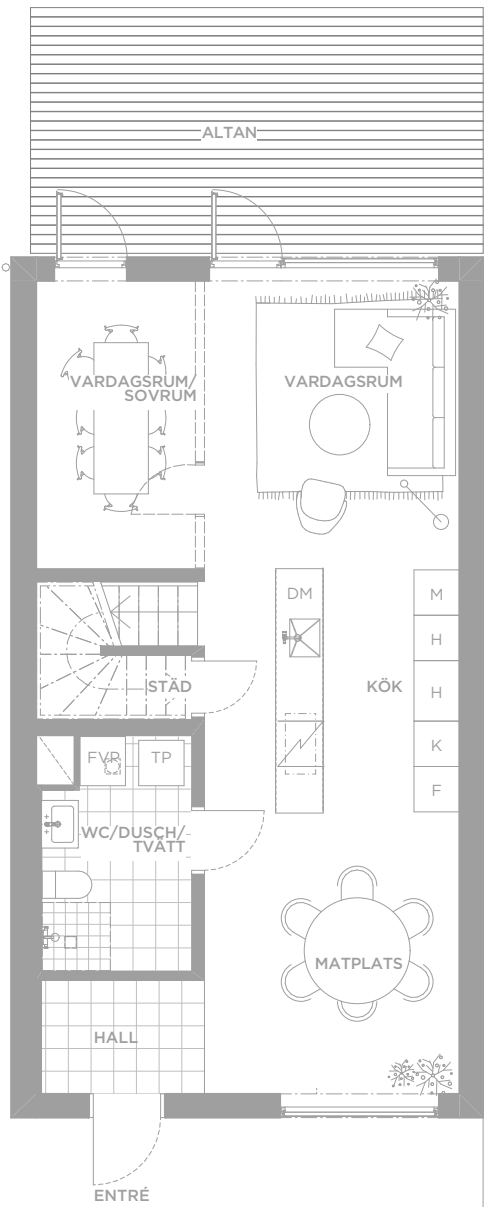 ALTAN
VARDAGSRUM/
SOVRUM
VARDAGSRUM
DM
M
H
H
K
F
KÖK
STÄD
FVP
TP
WC/DUSCH/
TVÄTT
MATPLATS
HALL
ENTRÉ